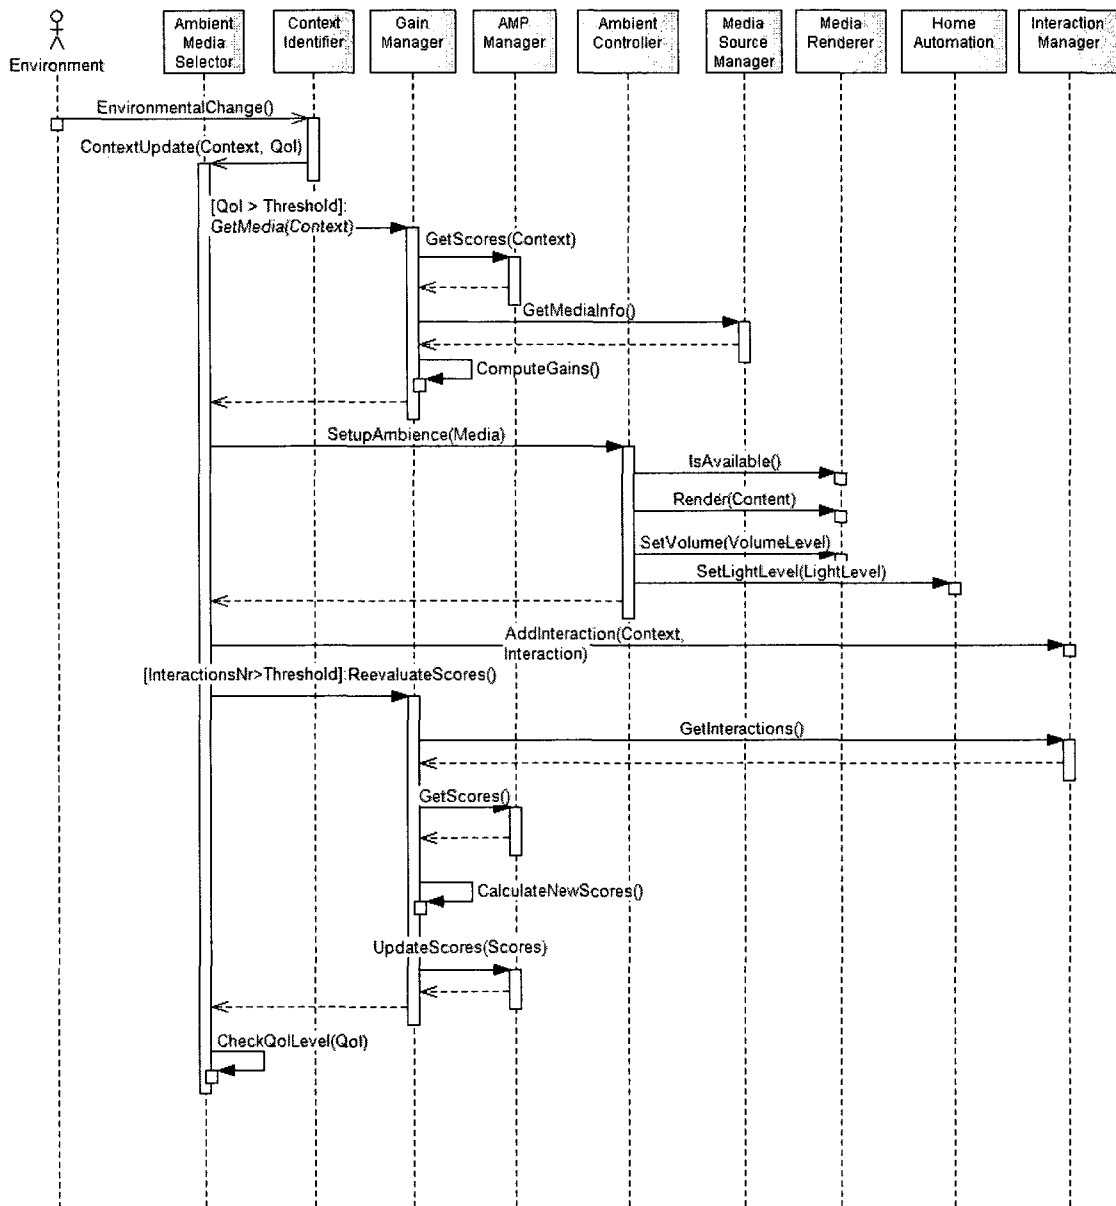 Environment
Ambient
Media
Selector
Context
Identifier
Gain
Manager
AMP
Manager
Ambient
Controller
Media
Source
Manager
Media
Renderer
Home
Automation
Interaction
Manager
EnvironmentalChange()
ContextUpdate(Context, QoI)
[QoI > Threshold]:
GetMedia(Context)
GetScores(Context)
GetMediaInfo()
ComputeGains()
SetupAmbience(Media)
IsAvailable()
Render(Content)
SetVolume(VolumeLevel)
SetLightLevel(LightLevel)
AddInteraction(Context,
Interaction)
[InteractionsNr>Threshold]:ReevaluateScores()
GetInteractions()
GetScores()
CalculateNewScores()
UpdateScores(Scores)
CheckQoILevel(QoI)